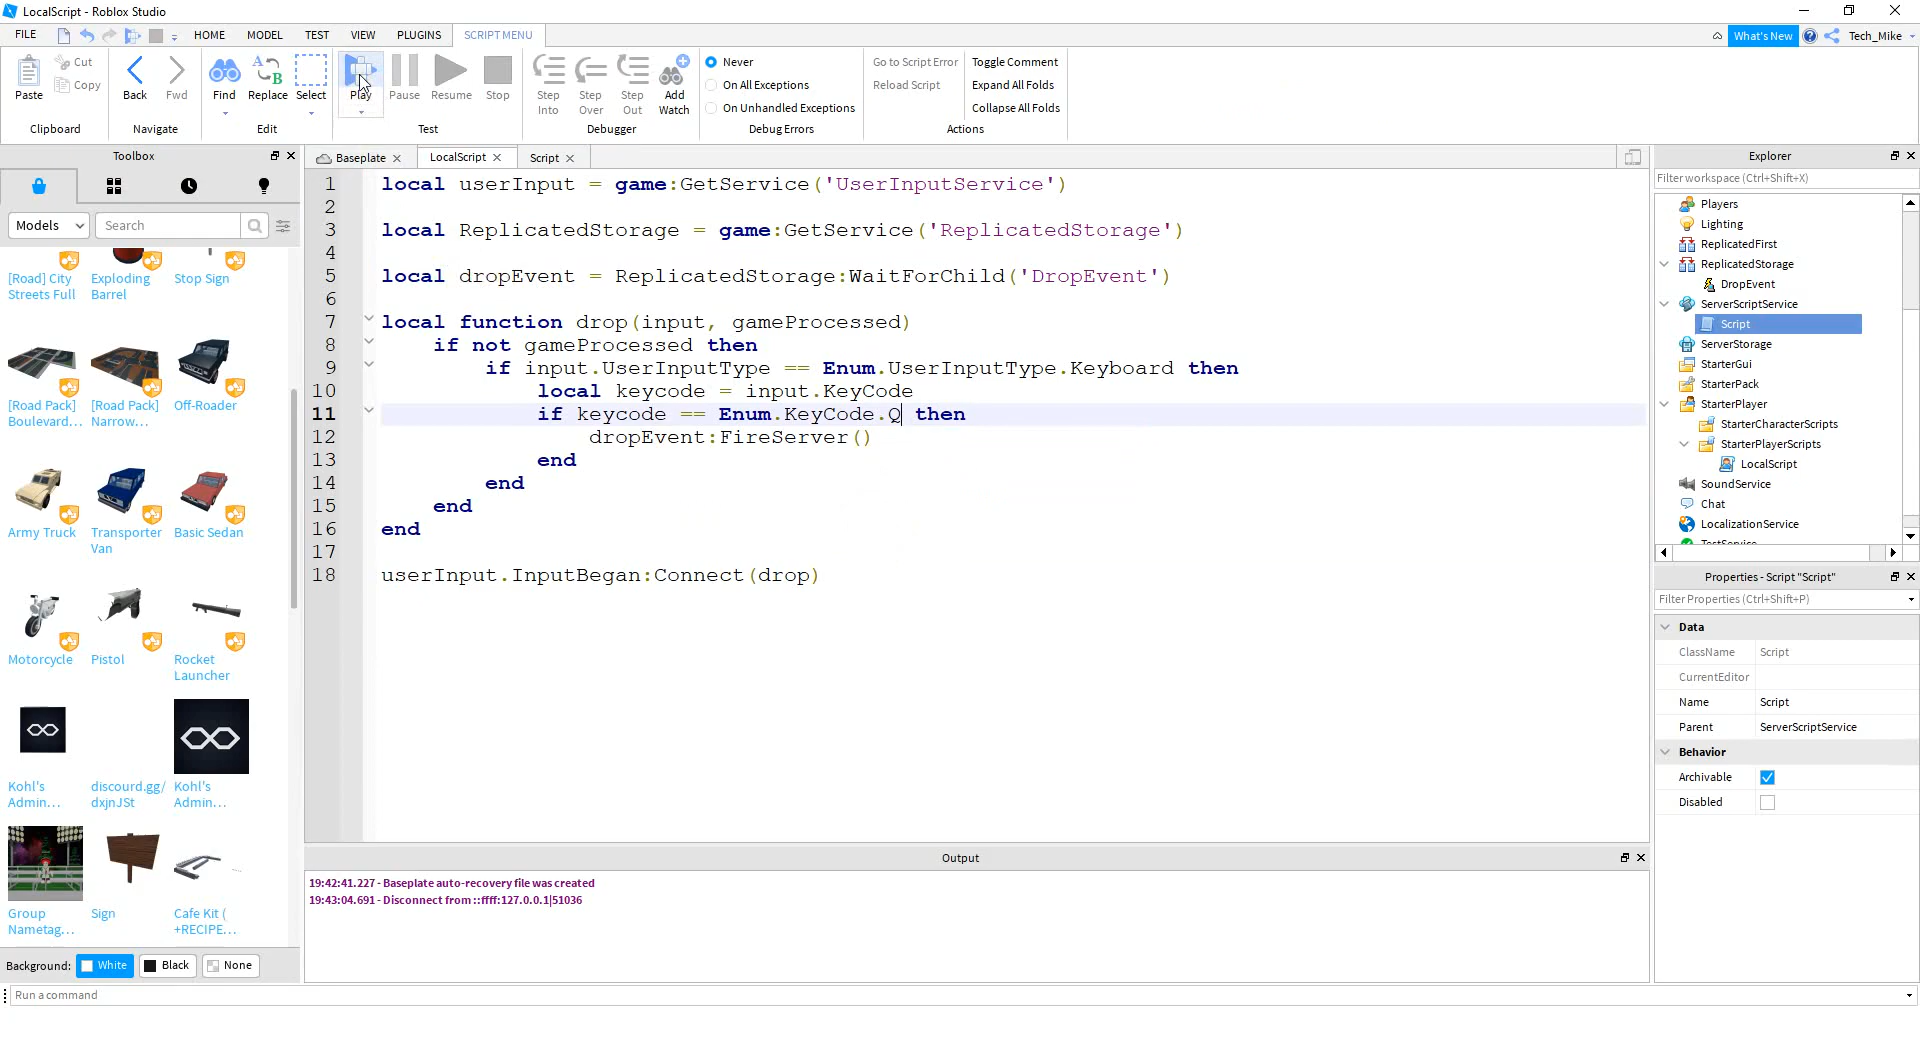 LocalScript - Roblox Studio
FILE HOME MODEL TEST VIEW PLUGINS SCRIPT MENU What's New Tech_Mike
Paste Cut Copy
Clipboard
Back Fwd
Navigate
Find Replace Select
Edit
Play Pause Resume Stop
Test
Step Into Step Over Step Out Add Watch
Debugger
Never
On All Exceptions
On Unhandled Exceptions
Debug Errors
Go to Script Error
Reload Script
Toggle Comment
Expand All Folds
Collapse All Folds
Actions
Toolbox
Models Search
[Road] City Streets Full
Exploding Barrel
Stop Sign
[Road Pack] Boulevard...
[Road Pack] Narrow...
Off-Roader
Army Truck
Transporter Van
Basic Sedan
Motorcycle
Pistol
Rocket Launcher
Kohl's Admin...
discourd.gg/dxjnJSt
Kohl's Admin...
Group Nametag...
Sign
Cafe Kit ( +RECIPE...
Background: White Black None
Baseplate LocalScript Script
1 local userInput = game:GetService('UserInputService')
2
3 local ReplicatedStorage = game:GetService('ReplicatedStorage')
4
5 local dropEvent = ReplicatedStorage:WaitForChild('DropEvent')
6
7 local function drop(input, gameProcessed)
8 if not gameProcessed then
9 if input.UserInputType == Enum.UserInputType.Keyboard then
10 local keycode = input.KeyCode
11 if keycode == Enum.KeyCode.Q then
12 dropEvent:FireServer()
13 end
14 end
15 end
16 end
17
18 userInput.InputBegan:Connect(drop)
Output
19:42:41.227 - Baseplate auto-recovery file was created
19:43:04.691 - Disconnect from ::ffff:127.0.0.1|51036
Run a command
Explorer
Filter workspace (Ctrl+Shift+X)
Players
Lighting
ReplicatedFirst
ReplicatedStorage
DropEvent
ServerScriptService
Script
ServerStorage
StarterGui
StarterPack
StarterPlayer
StarterCharacterScripts
StarterPlayerScripts
LocalScript
SoundService
Chat
LocalizationService
TestService
Properties - Script "Script"
Filter Properties (Ctrl+Shift+P)
Data
ClassName Script
CurrentEditor
Name Script
Parent ServerScriptService
Behavior
Archivable
Disabled